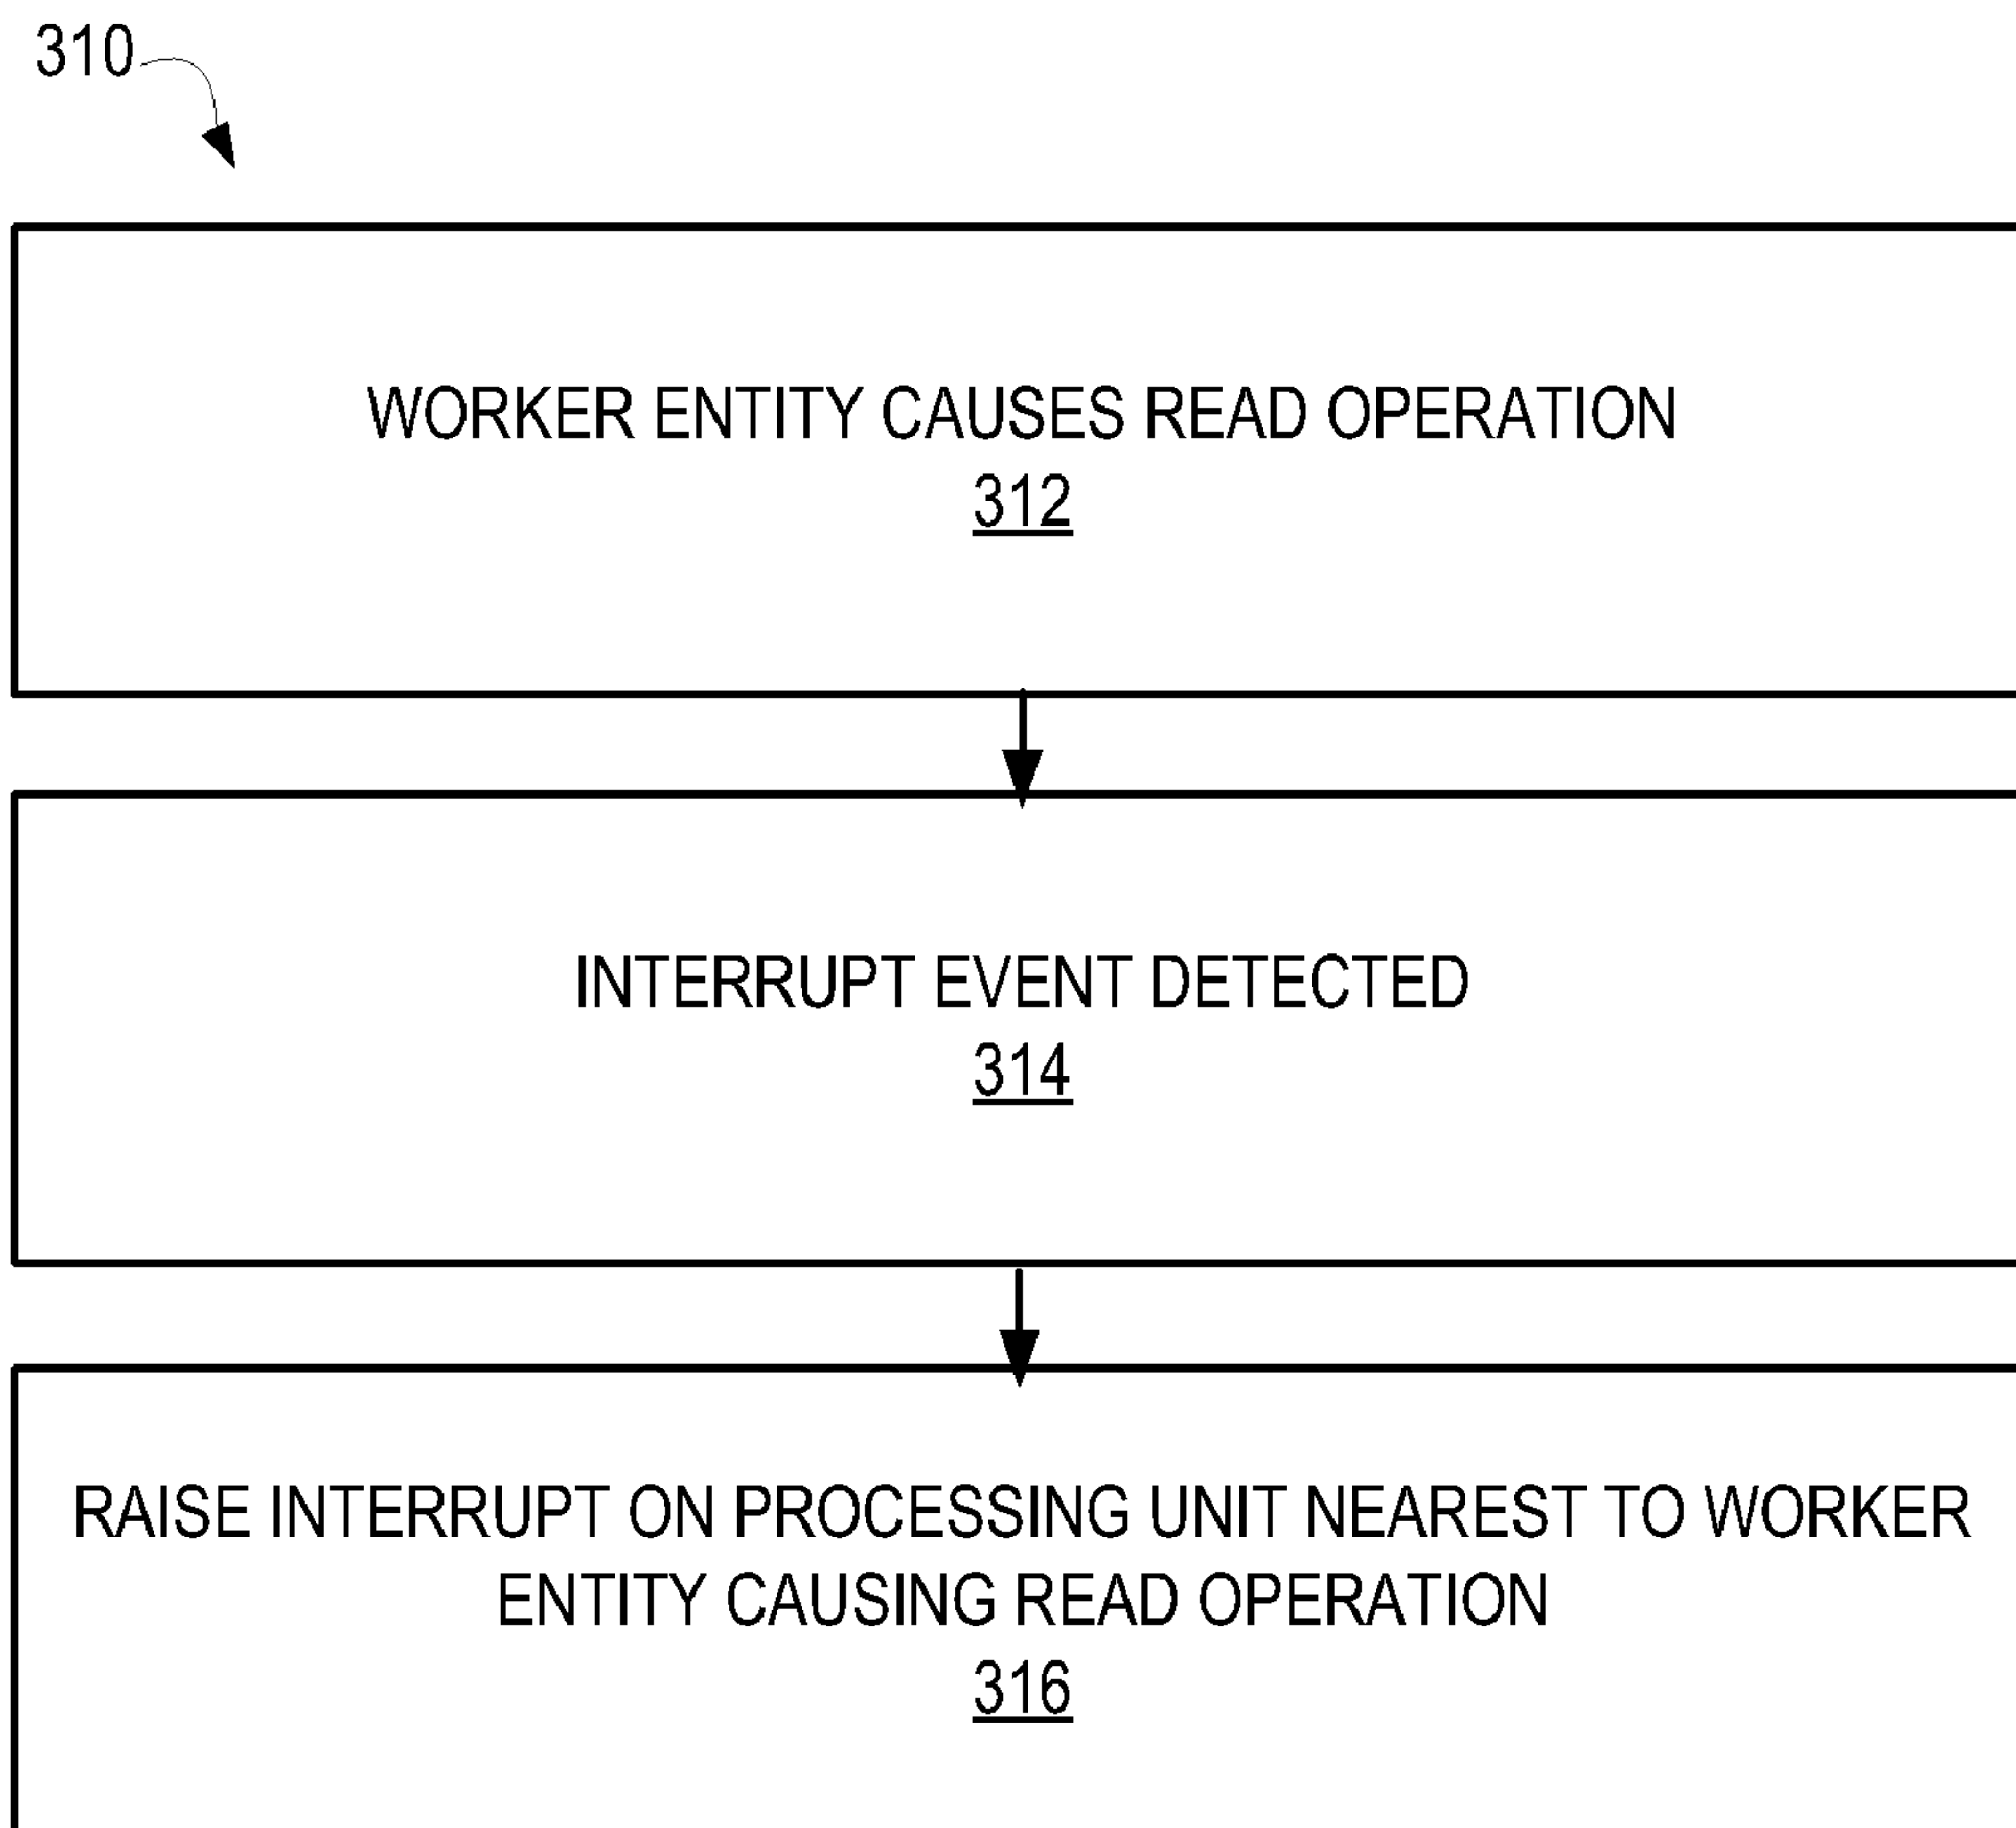 310
WORKER ENTITY CAUSES READ OPERATION
312
INTERRUPT EVENT DETECTED
314
RAISE INTERRUPT ON PROCESSING UNIT NEAREST TO WORKER
ENTITY CAUSING READ OPERATION
316